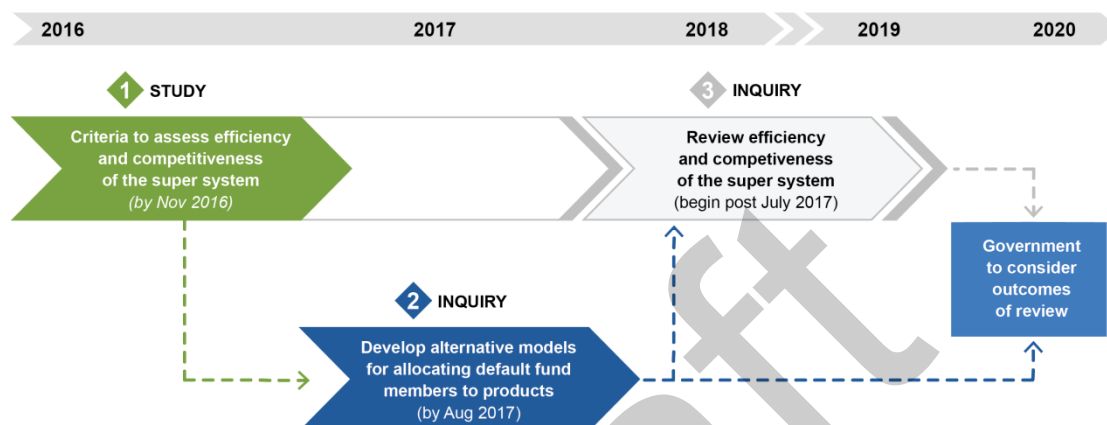 2016 2017 2018 2019 2020
1 STUDY
3 INQUIRY
Criteria to assess efficiency
and competitiveness
of the super system
(by Nov 2016)
Review efficiency
and competiveness
of the super system
(begin post July 2017)
Government
to consider
outcomes
of review
2 INQUIRY
Develop alternative models
for allocating default fund
members to products
(by Aug 2017)